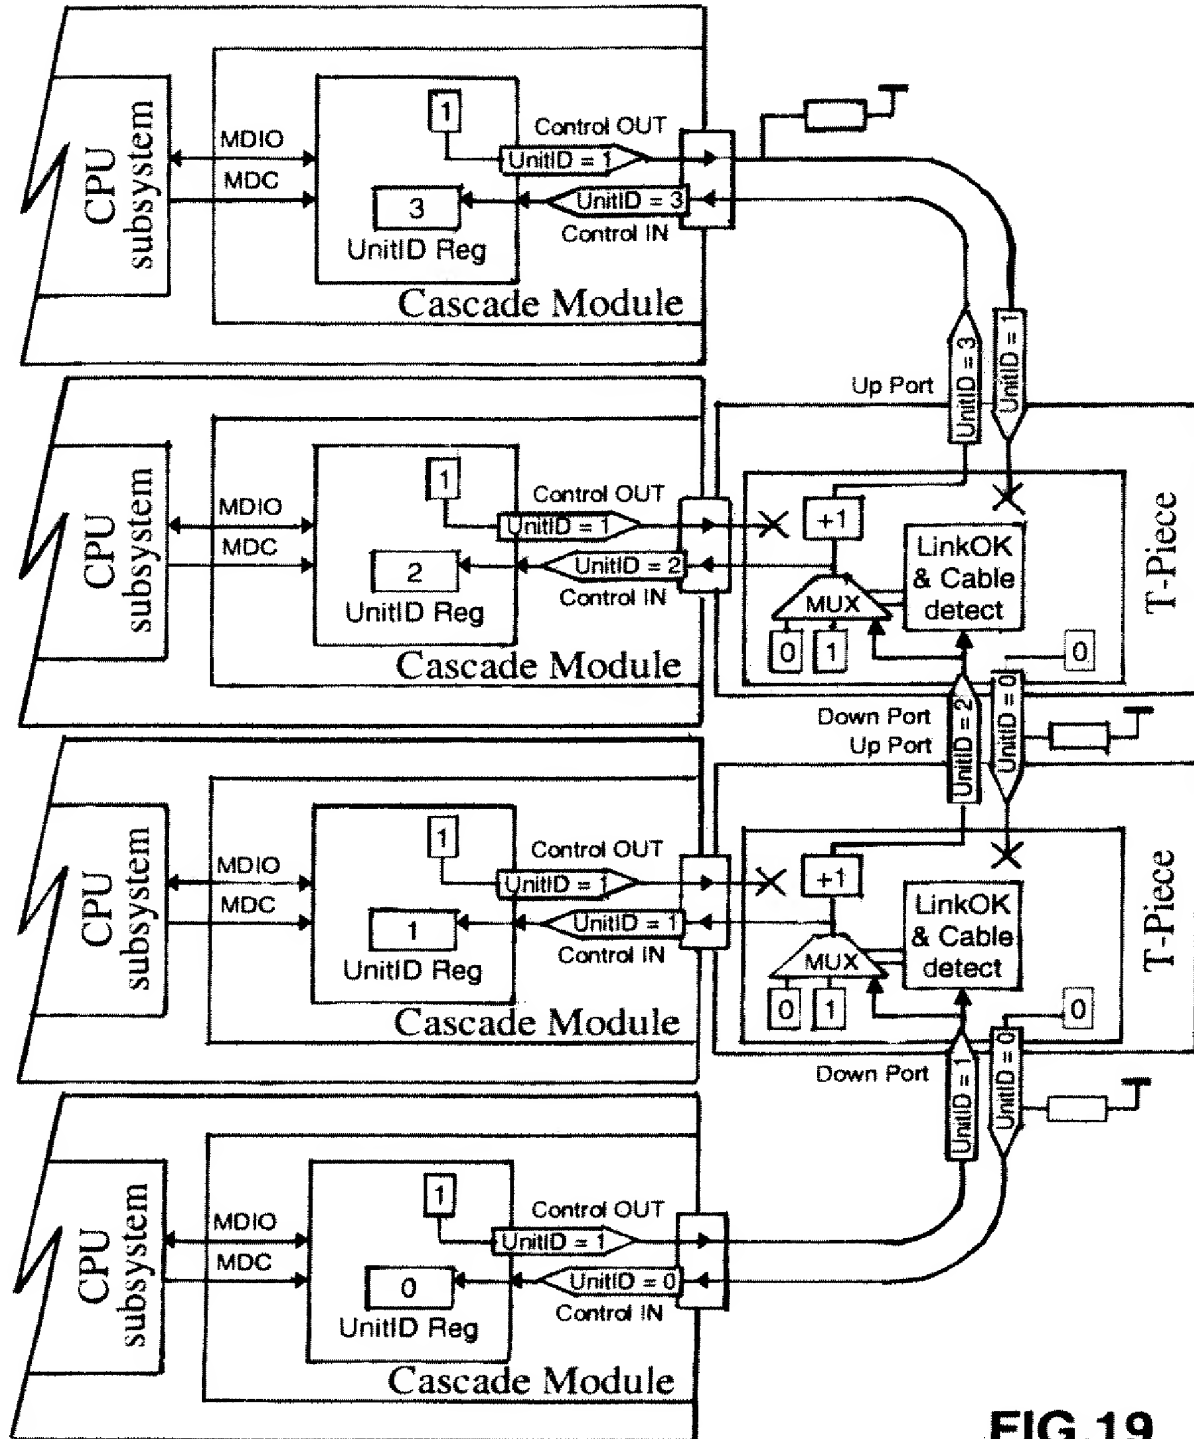 CPU
subsystem
MDIO
MDC
1
Control OUT
UnitID = 1
3
UnitID = 3
UnitID Reg
Control IN
Cascade Module
UnitID = 3
UnitID = 1
Up Port
CPU
subsystem
MDIO
MDC
1
Control OUT
UnitID = 1
2
UnitID = 2
UnitID Reg
Control IN
Cascade Module
+1
LinkOK
& Cable
detect
MUX
0
1
0
T-Piece
Down Port
Up Port
UnitID = 2
UnitID = 0
CPU
subsystem
MDIO
MDC
1
Control OUT
UnitID = 1
1
UnitID = 1
UnitID Reg
Control IN
Cascade Module
+1
LinkOK
& Cable
detect
MUX
0
1
0
T-Piece
Down Port
UnitID = 1
UnitID = 0
CPU
subsystem
MDIO
MDC
1
Control OUT
UnitID = 1
0
UnitID = 0
UnitID Reg
Control IN
Cascade Module
FIG.19